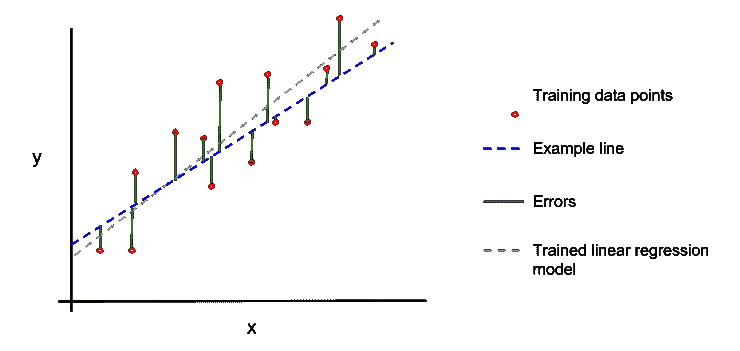 y
x
Training data points
Example line
Errors
Trained linear regression
model